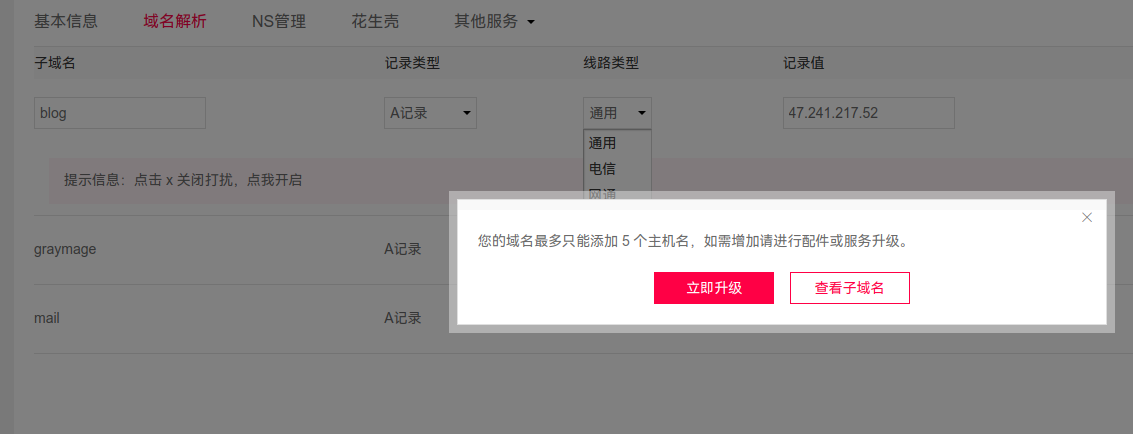 基本信息 域名解析 NS管理 花生壳 其他服务
子域名 记录类型 线路类型 记录值
blog A记录 通用 47.241.217.52
通用
电信
提示信息：点击 x 关闭打扰，点我开启
网通
您的域名最多只能添加 5 个主机名，如需增加请进行配件或服务升级。
graymage A记录
立即升级 查看子域名
mail A记录